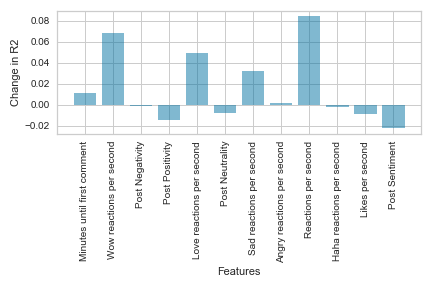 Change in R2
0.08
0.06
0.04
0.02
0.00
−0.02
Minutes until first comment
Wow reactions per second
Post Negativity
Post Positivity
Love reactions per second
Post Neutrality
Sad reactions per second
Angry reactions per second
Reactions per second
Haha reactions per second
Likes per second
Post Sentiment
Features